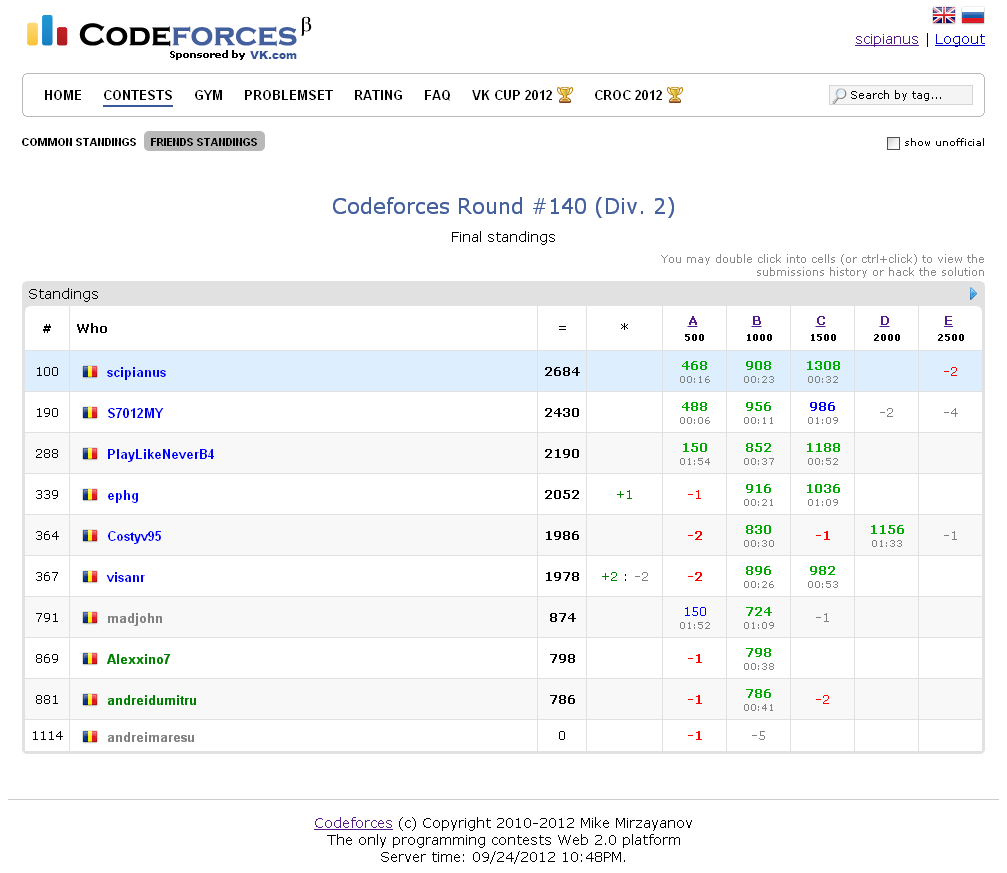 CODEFORCES β
Sponsored by VK.com
scipianus | Logout
HOME CONTESTS GYM PROBLEMSET RATING FAQ VK CUP 2012 CROC 2012 Search by tag...
COMMON STANDINGS FRIENDS STANDINGS show unofficial
Codeforces Round #140 (Div. 2)
Final standings
You may double click into cells (or ctrl+click) to view the
submissions history or hack the solution
Standings
# Who = * A B C D E
500 1000 1500 2000 2500
100 scipianus 2684 468 908 1308 -2
00:16 00:23 00:32
190 S7012MY 2430 488 956 986 -2 -4
00:06 00:11 01:09
288 PlayLikeNeverB4 2190 150 852 1188
01:54 00:37 00:52
339 ephg 2052 +1 -1 916 1036
00:21 01:09
364 Costyv95 1986 -2 830 -1 1156 -1
00:30 01:33
367 visanr 1978 +2 : -2 -2 896 982
00:26 00:53
791 madjohn 874 150 724 -1
01:52 01:09
869 Alexxino7 798 -1 798
00:38
881 andreidumitru 786 -1 786 -2
00:41
1114 andreimaresu 0 -1 -5
Codeforces (c) Copyright 2010-2012 Mike Mirzayanov
The only programming contests Web 2.0 platform
Server time: 09/24/2012 10:48PM.